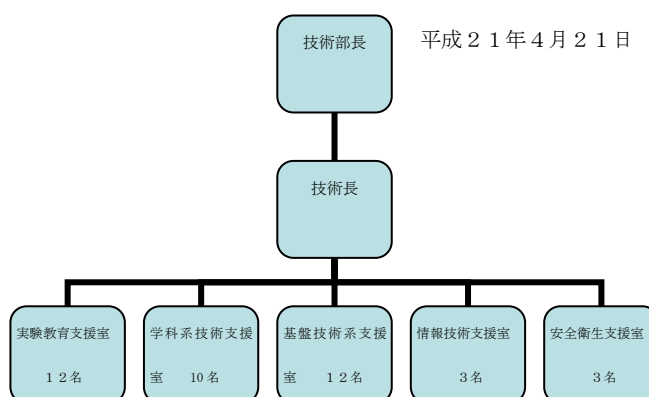 技術部長
平成２１年４月２１日
技術長
実験教育支援室
１２名
学科系技術支援
室 10名
基盤技術系支援
室 １２名
情報技術支援室
３名
安全衛生支援室
３名